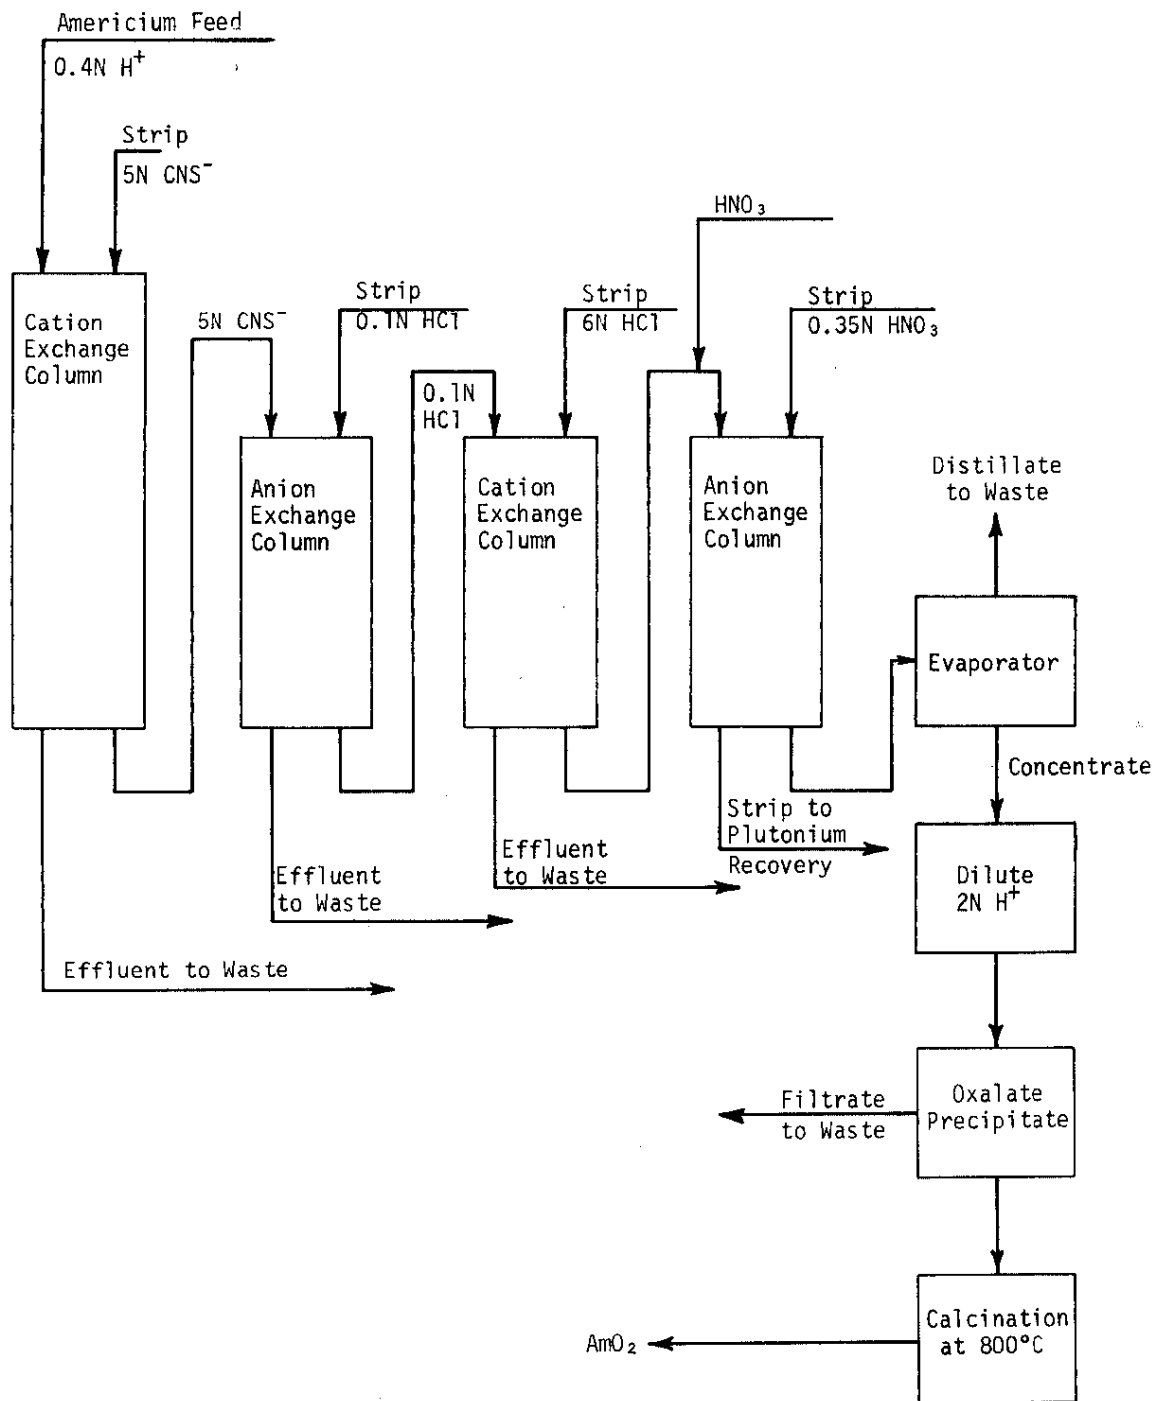 Americium Feed
0.4N H⁺
Strip
5N CNS⁻
HNO₃
Strip
0.1N HCl
Strip
6N HCl
Strip
0.35N HNO₃
5N CNS⁻
0.1N
HCl
Cation
Exchange
Column
Anion
Exchange
Column
Cation
Exchange
Column
Anion
Exchange
Column
Distillate
to Waste
Evaporator
Concentrate
Strip to
Plutonium
Recovery
Effluent
to Waste
Effluent
to Waste
Effluent to Waste
Dilute
2N H⁺
Oxalate
Precipitate
Filtrate
to Waste
Calcination
at 800°C
AmO₂